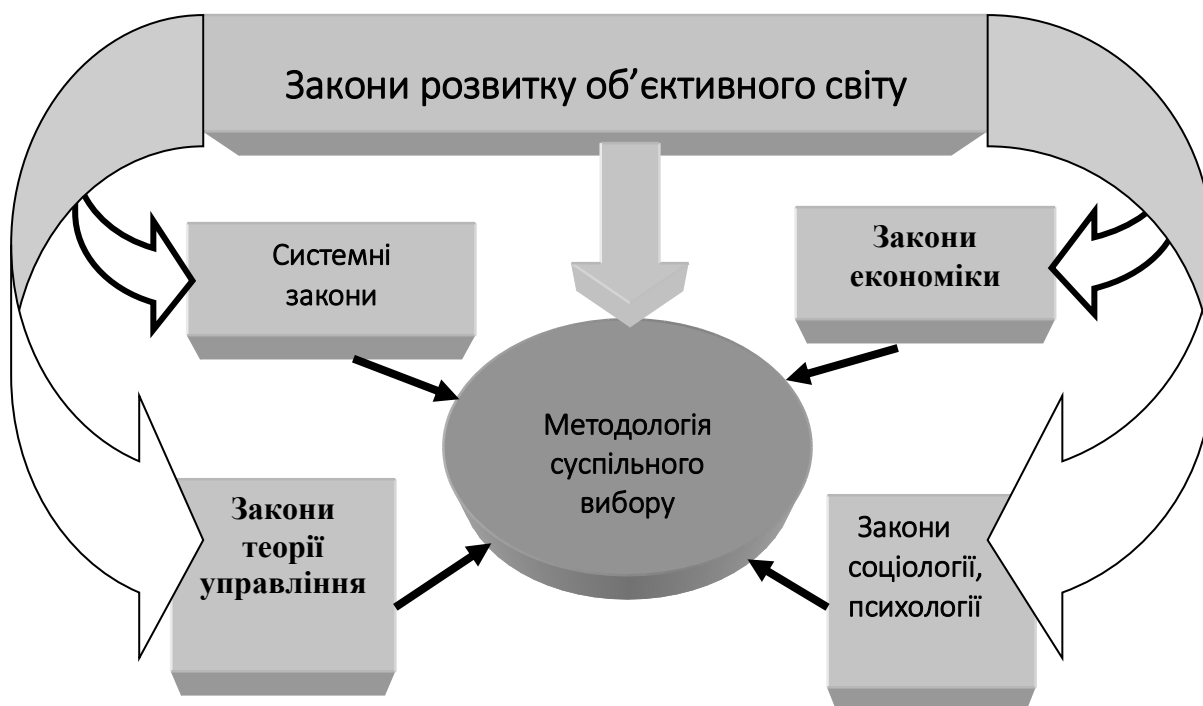 Закони розвитку об’єктивного світу
Системні
закони
Закони
економіки
Методологія
суспільного
вибору
Закони
теорії
управління
Закони
соціології,
психології